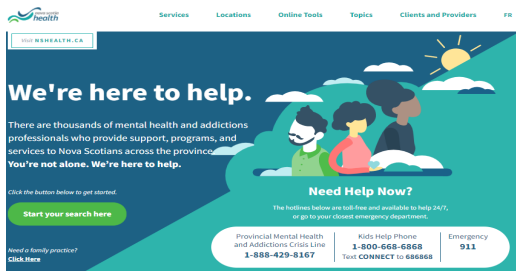 nova scotia
health
Services
Locations
Online Tools
Topics
Clients and Providers
FR
Visit NSHEALTH.CA
We're here to help.
There are thousands of mental health and addictions
professionals who provide support, programs, and
services to Nova Scotians across the province.
You're not alone. We're here to help.
Click the button below to get started.
Start your search here
Need a family practice?
Click Here
Need Help Now?
The hotlines below are toll-free and available to help 24/7,
or go to your closest emergency department.
Provincial Mental Health
and Addictions Crisis Line
1-888-429-8167
Kids Help Phone
1-800-668-6868
Text CONNECT to 686868
Emergency
911